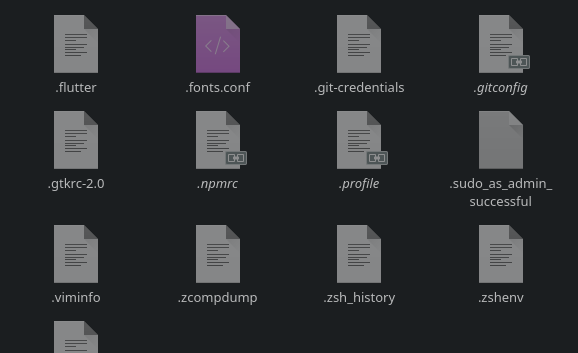 .flutter
.fonts.conf
.git-credentials
.gitconfig
.gtkrc-2.0
.npmrc
.profile
.sudo_as_admin_
successful
.viminfo
.zcompdump
.zsh_history
.zshenv